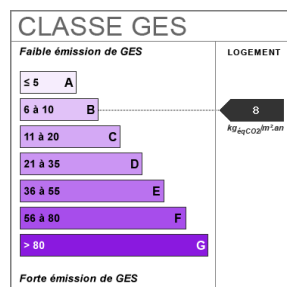 CLASSE GES
Faible émission de GES
LOGEMENT
≤ 5 A
6 à 10 B
8
kgéqCO2/m².an
11 à 20 C
21 à 35 D
36 à 55 E
56 à 80 F
> 80 G
Forte émission de GES